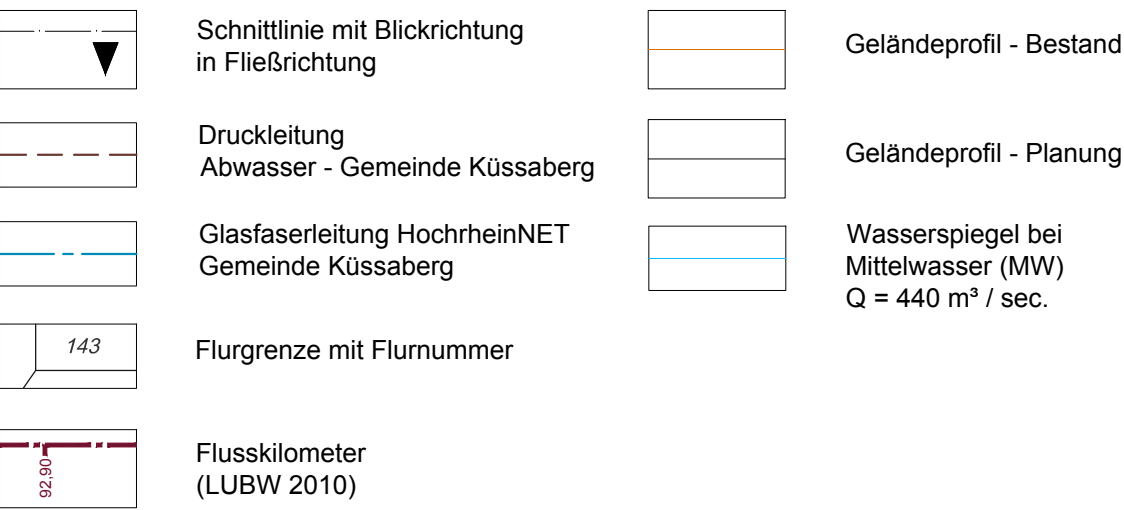 Schnittlinie mit Blickrichtung
in Fließrichtung
Druckleitung
Abwasser - Gemeinde Küssaberg
Glasfaserleitung HochrheinNET
Gemeinde Küssaberg
143
Flurgrenze mit Flurnummer
92,90
Flusskilometer
(LUBW 2010)
Geländeprofil - Bestand
Geländeprofil - Planung
Wasserspiegel bei
Mittelwasser (MW)
Q = 440 m³ / sec.